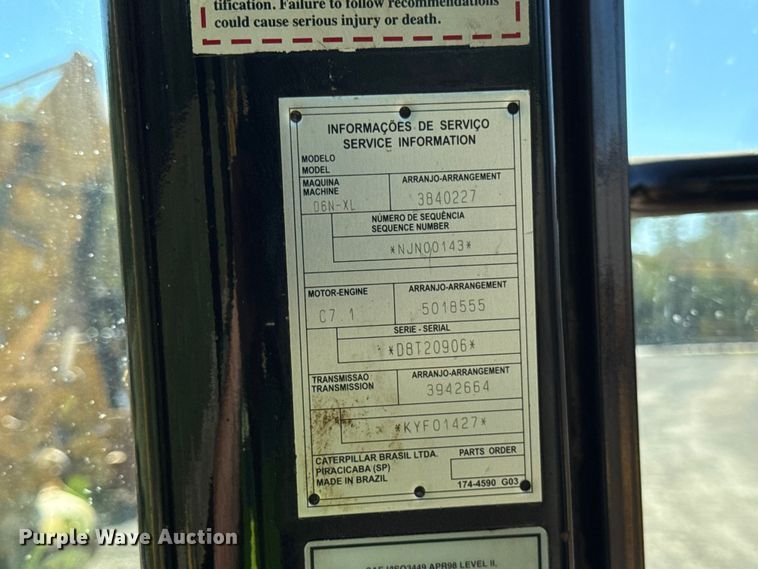 tification. Failure to follow recommendations
could cause serious injury or death.
INFORMAÇÕES DE SERVIÇO
SERVICE INFORMATION
MODELO
MODEL
MAQUINA
MACHINE
D6N-XL
ARRANJO-ARRANGEMENT
3840227
NÚMERO DE SEQUÊNCIA
SEQUENCE NUMBER
*NJN00143*
MOTOR-ENGINE
C7.1
ARRANJO-ARRANGEMENT
5018555
SERIE - SERIAL
*D8T20906*
TRANSMISSAO
TRANSMISSION
ARRANJO-ARRANGEMENT
3942664
*KYF01427*
CATERPILLAR BRASIL LTDA.
PIRACICABA (SP)
MADE IN BRAZIL
PARTS ORDER
174-4590 G03
Purple Wave Auction
APR98 LEVEL II.